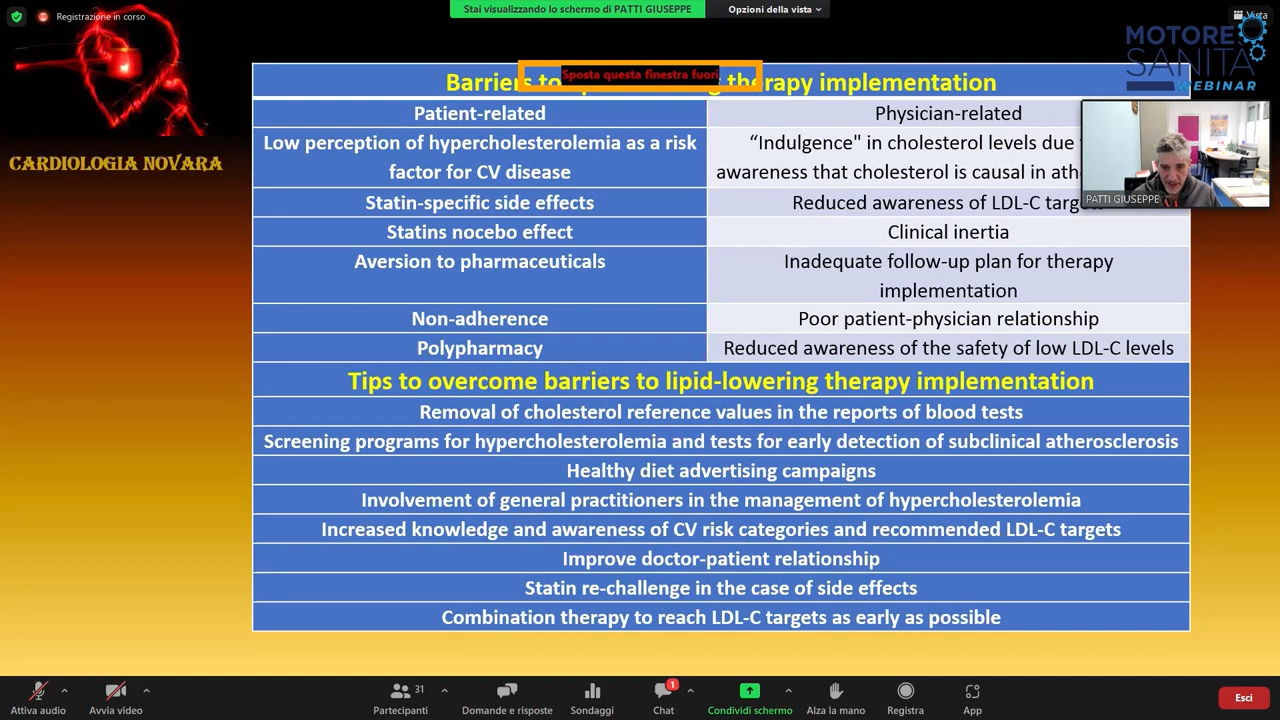 Registrazione in corso
Stai visualizzando lo schermo di PATTI GIUSEPPE
Opzioni della vista
Vista
MOTORE
SANITÀ
WEBINAR
CARDIOLOGIA NOVARA
Barriers to therapy implementation
Sposta questa finestra fuori
Patient-related
Physician-related
Low perception of hypercholesterolemia as a risk
factor for CV disease
“Indulgence" in cholesterol levels due
awareness that cholesterol is causal in
Statin-specific side effects
Reduced awareness of LDL-C
Statins nocebo effect
Clinical inertia
Aversion to pharmaceuticals
Inadequate follow-up plan for therapy
implementation
Non-adherence
Poor patient-physician relationship
Polypharmacy
Reduced awareness of the safety of low LDL-C levels
PATTI GIUSEPPE
Tips to overcome barriers to lipid-lowering therapy implementation
Removal of cholesterol reference values in the reports of blood tests
Screening programs for hypercholesterolemia and tests for early detection of subclinical atherosclerosis
Healthy diet advertising campaigns
Involvement of general practitioners in the management of hypercholesterolemia
Increased knowledge and awareness of CV risk categories and recommended LDL-C targets
Improve doctor-patient relationship
Statin re-challenge in the case of side effects
Combination therapy to reach LDL-C targets as early as possible
Attiva audio
Avvia video
31
Partecipanti
Domande e risposte
Sondaggi
1
Chat
Condividi schermo
Alza la mano
Registra
App
Esci